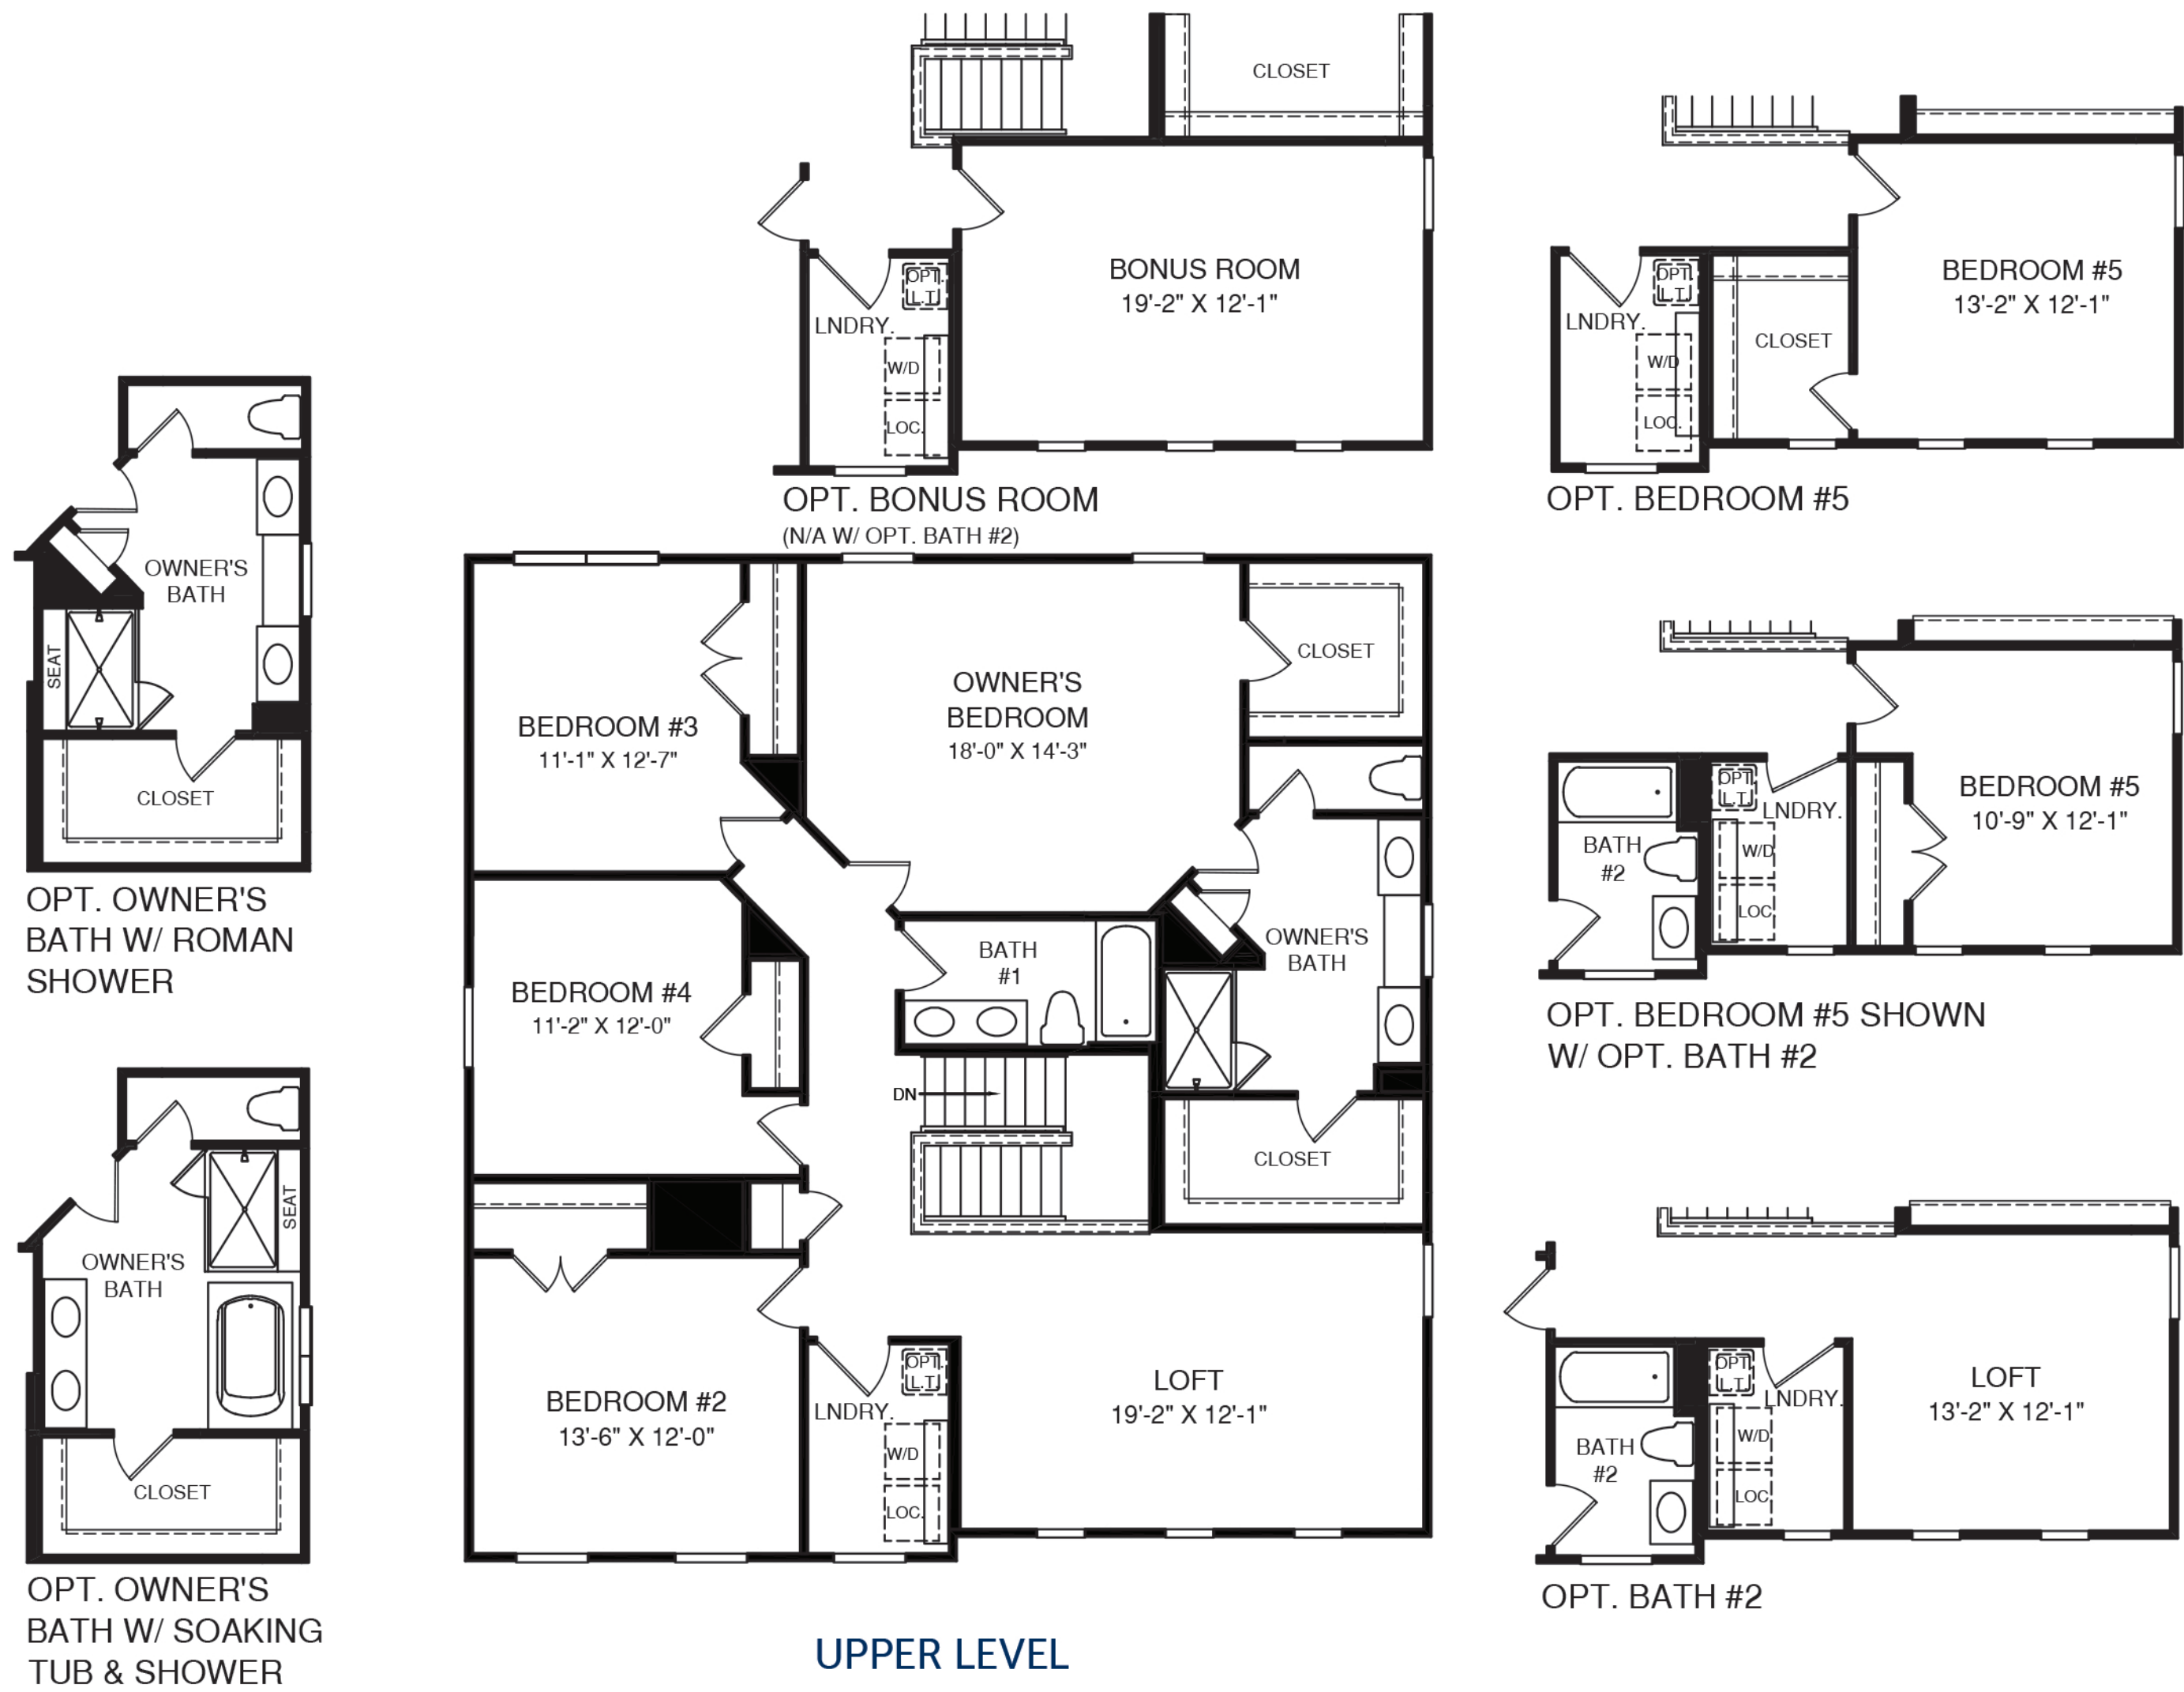 CLOSET
BONUS ROOM
19'-2" X 12'-1"
OPT.
L.T.
LNDRY.
W/D
LOC.
OPT. BONUS ROOM
(N/A W/ OPT. BATH #2)
BEDROOM #5
13'-2" X 12'-1"
OPT.
L.T.
LNDRY.
CLOSET
W/D
LOC.
OPT. BEDROOM #5
OWNER'S
BATH
SEAT
CLOSET
OPT. OWNER'S
BATH W/ ROMAN
SHOWER
BEDROOM #3
11'-1" X 12'-7"
OWNER'S
BEDROOM
18'-0" X 14'-3"
CLOSET
BATH
#1
OWNER'S
BATH
BEDROOM #4
11'-2" X 12'-0"
DN
CLOSET
BEDROOM #2
13'-6" X 12'-0"
OPT.
L.T.
LNDRY.
W/D
LOC.
LOFT
19'-2" X 12'-1"
BEDROOM #5
10'-9" X 12'-1"
OPT.
L.T.
LNDRY.
W/D
LOC
BATH
#2
OPT. BEDROOM #5 SHOWN
W/ OPT. BATH #2
OWNER'S
BATH
SEAT
CLOSET
OPT. OWNER'S
BATH W/ SOAKING
TUB & SHOWER
LOFT
13'-2" X 12'-1"
OPT.
L.T.
LNDRY.
W/D
LOC
BATH
#2
OPT. BATH #2
UPPER LEVEL